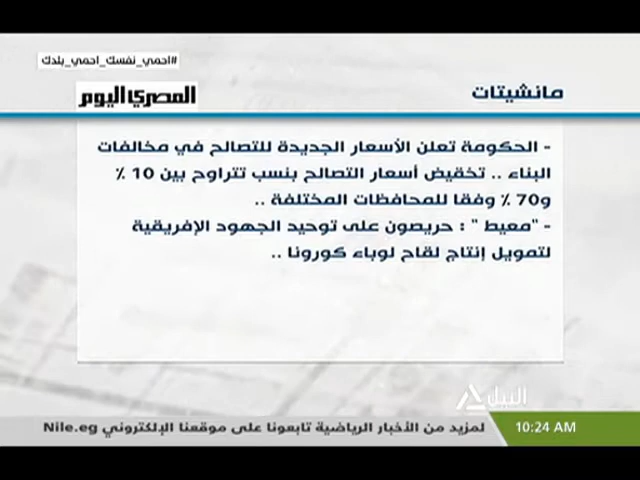 #احمي_نفسك_احمي_بلدك
مانشيتات
المصري اليوم
- الحكومة تعلن الأسعار الجديدة للتصالح في مخالفات
البناء .. تخفيض أسعار التصالح بنسب تتراوح بين 10 ٪
و70 ٪ وفقا للمحافظات المختلفة ..
- "معيط " : حريصون على توحيد الجهود الإفريقية
لتمويل إنتاج لقاح لوباء كورونا ..
النيل
لمزيد من الأخبار الرياضية تابعونا على موقعنا الإلكتروني Nile.eg
10:24 AM